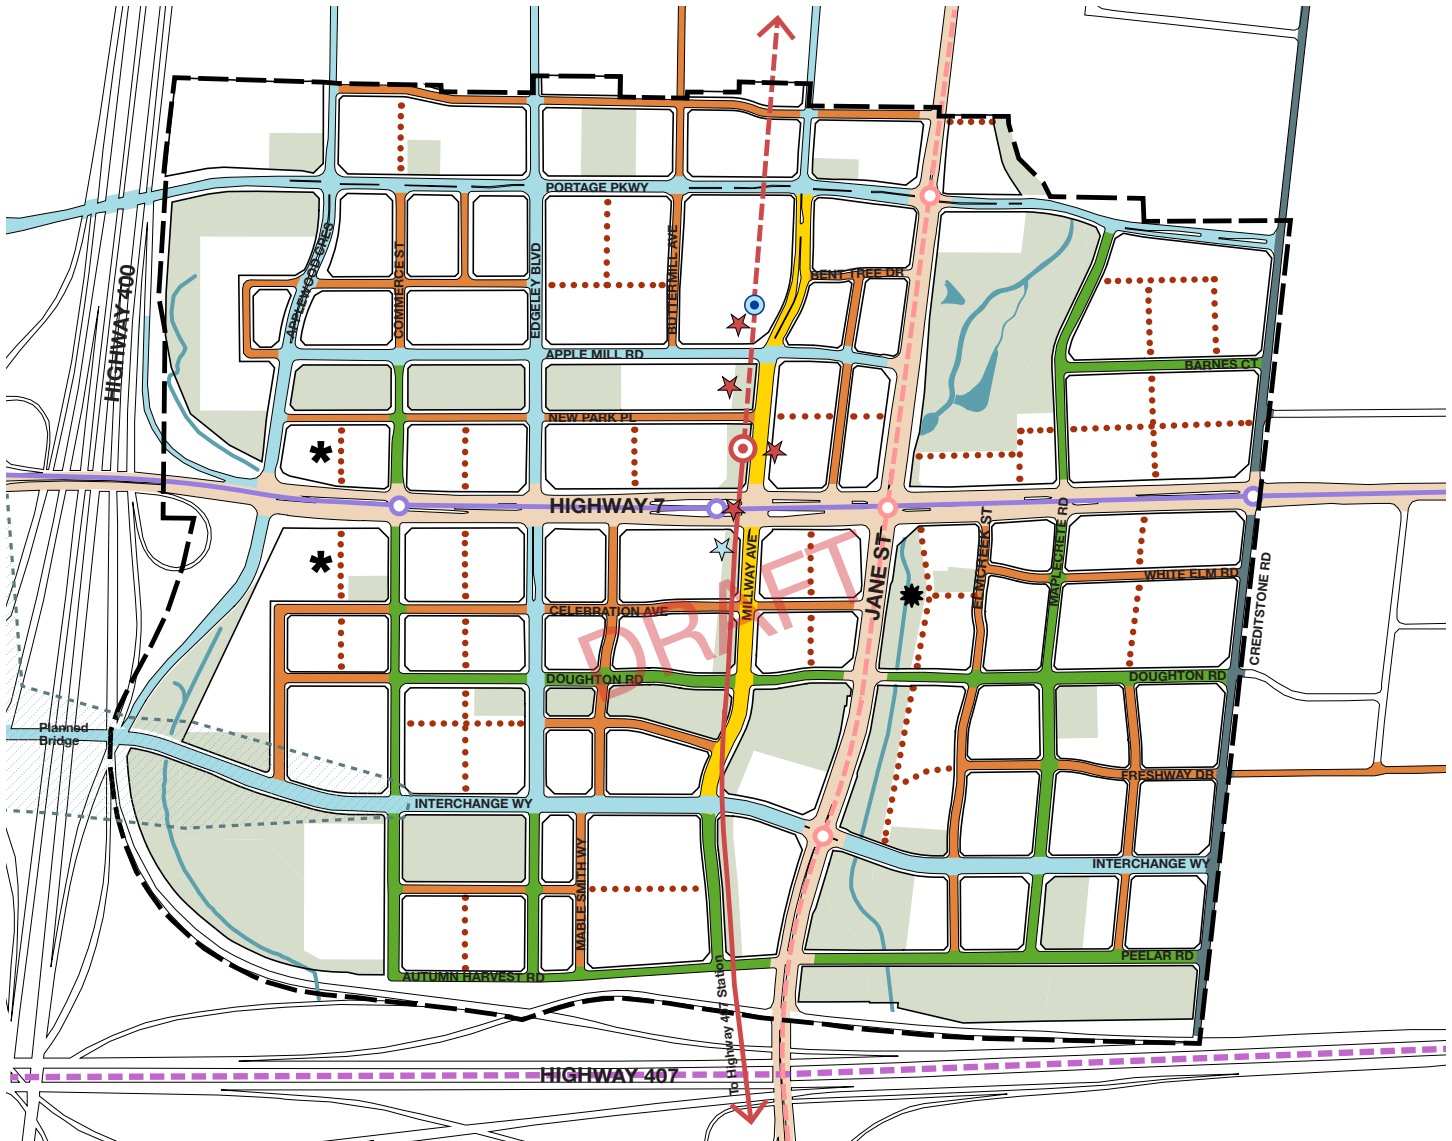 PORTAGE PKWY
APPLEWOOD CRES
COMMERCE ST
EDGELEY BLVD
BUTTERMILL AVE
BENT TREE DR
HIGHWAY 400
APPLE MILL RD
BARNES CT
NEW PARK PL
HIGHWAY 7
MILLWAY AVE
JANE ST
ELMCREEK ST
MAPLECRETE RD
WHITE ELM RD
CREDITSTONE RD
CELEBRATION AVE
DRAFT
DOUGHTON RD
DOUGHTON RD
Planned
Bridge
FRESHWAY DR
INTERCHANGE WY
INTERCHANGE WY
MABLE SMITH WY
PEELAR RD
AUTUMN HARVEST RD
To Highway 407 Station
HIGHWAY 407